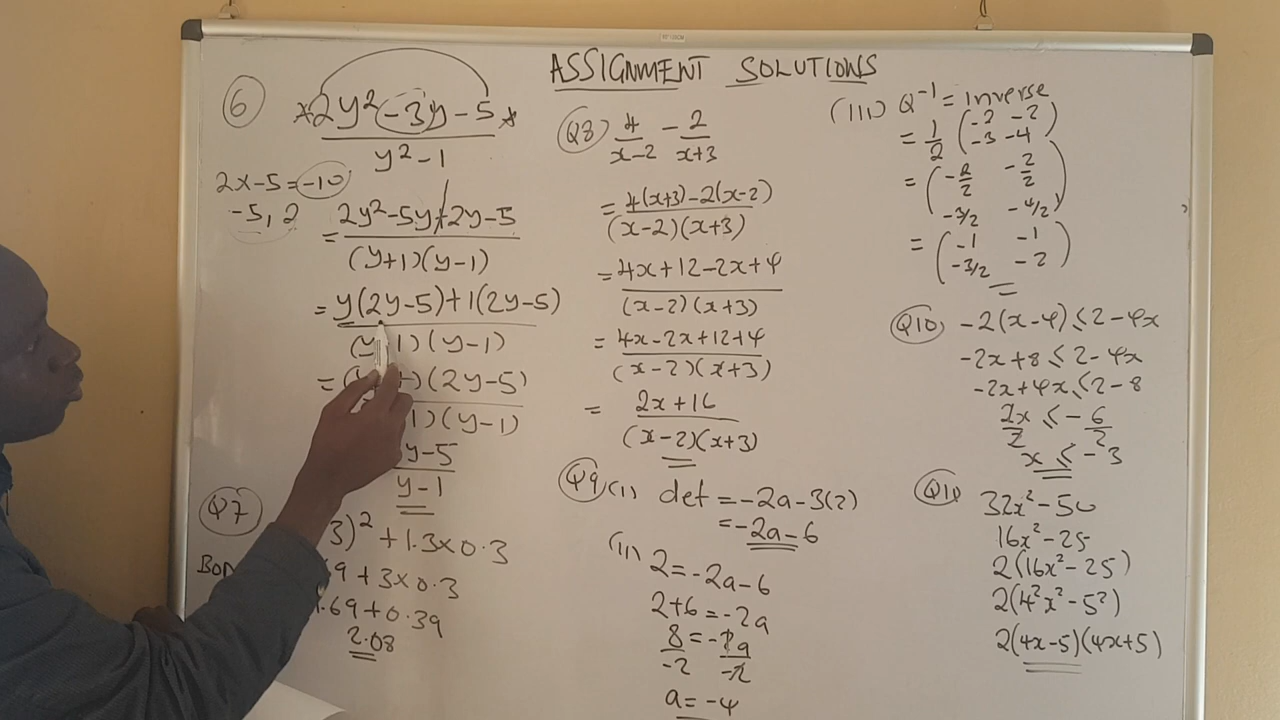 ASSIGNMENT SOLUTIONS
6
*2y² - 3y - 5*
y² - 1
2x-5 = -10
-5, 2
= 2y² - 5y + 2y - 5
(y+1)(y-1)
= y(2y-5) + 1(2y-5)
1)(y-1)
= )(2y-5)
1)(y-1)
y-5
y-1
Q7
3)² + 1.3 x 0.3
9 + 3 x 0.3
.69 + 0.39
2.08
Q8 4 - 2
x-2 x+3
= 4(x+3) - 2(x-2)
(x-2)(x+3)
= 4x + 12 - 2x + 4
(x-2)(x+3)
= 4x - 2x + 12 + 4
(x-2)(x+3)
= 2x + 16
(x-2)(x+3)
Q9 (i) det = -2a - 3(2)
= -2a - 6
(ii) 2 = -2a - 6
2+6 = -2a
8 = -2a
-2 -2
a = -4
(iii) Q⁻¹ = inverse
= 1/2 (-2 -2
-3 -4)
= (-2/2 -2/2
-3/2 -4/2)
= (-1 -1
-3/2 -2)
Q10 -2(x-4) ≤ 2 - 4x
-2x + 8 ≤ 2 - 4x
-2x + 4x ≤ 2 - 8
2x ≤ -6
2 2
x ≤ -3
Q11 32x² - 50
16x² - 25
2(16x² - 25)
2(4²x² - 5²)
2(4x-5)(4x+5)